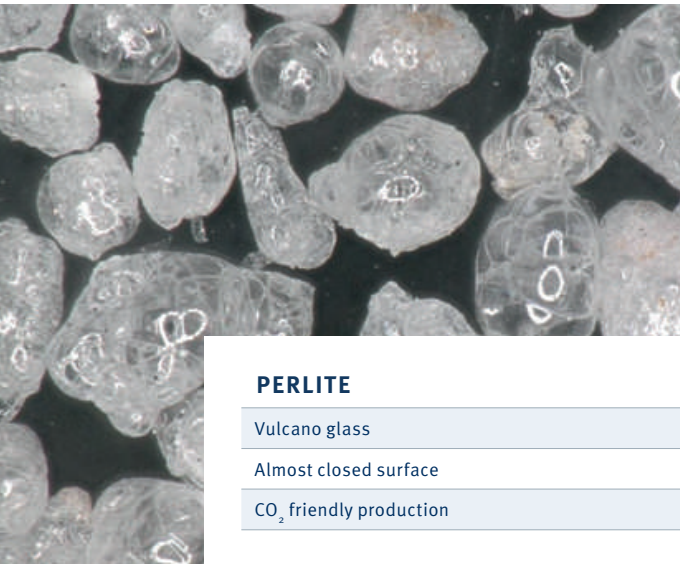 PERLITE
Vulcano glass
Almost closed surface
CO₂ friendly production